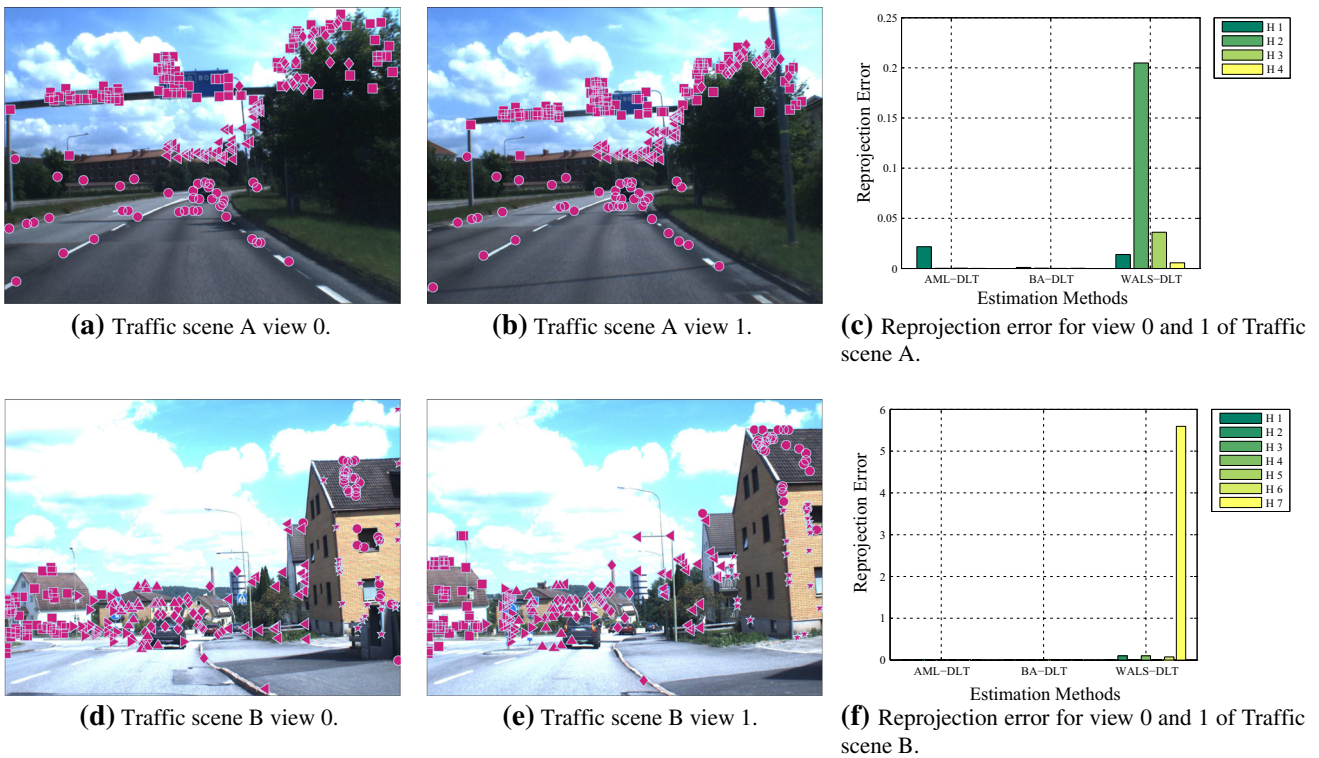 0.25
0.2
0.15
0.1
0.05
0
Reprojection Error
AML−DLT BA−DLT WALS−DLT
Estimation Methods
H 1
H 2
H 3
H 4
(a) Traffic scene A view 0.
(b) Traffic scene A view 1.
(c) Reprojection error for view 0 and 1 of Traffic
scene A.
6
5
4
3
2
1
0
Reprojection Error
AML−DLT BA−DLT WALS−DLT
Estimation Methods
H 1
H 2
H 3
H 4
H 5
H 6
H 7
(d) Traffic scene B view 0.
(e) Traffic scene B view 1.
(f) Reprojection error for view 0 and 1 of Traffic
scene B.